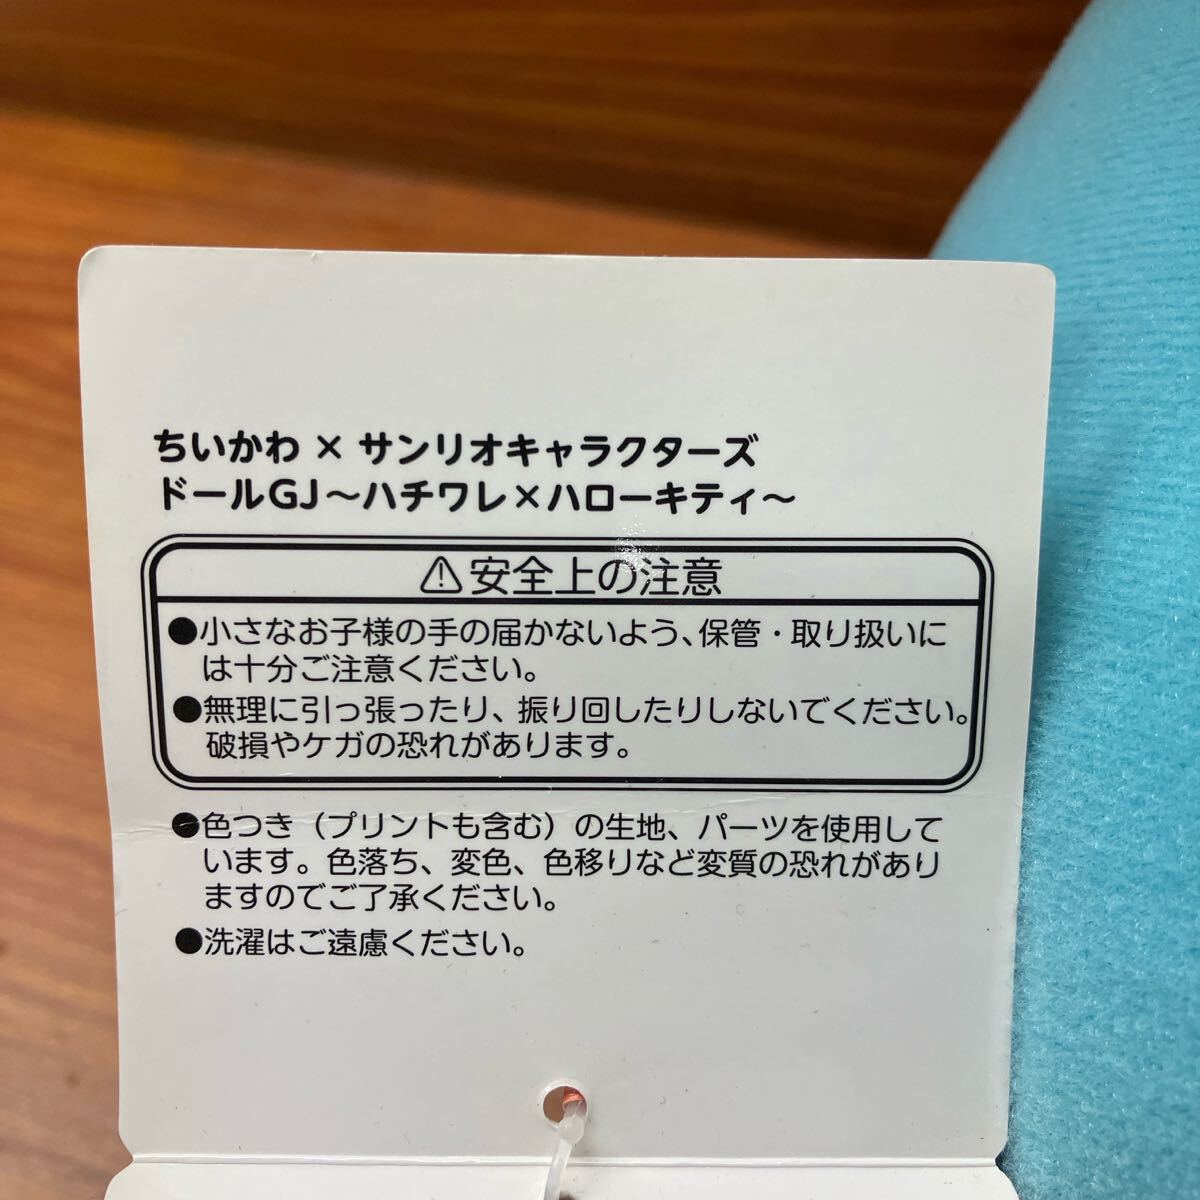 ちいかわ × サンリオキャラクターズ
ドールGJ～ハチワレ×ハローキティ～
⚠安全上の注意
●小さなお子様の手の届かないよう、保管・取り扱いに
は十分ご注意ください。
●無理に引っ張ったり、振り回したりしないでください。
破損やケガの恐れがあります。
●色つき（プリントも含む）の生地、パーツを使用して
います。色落ち、変色、色移りなど変質の恐れがあり
ますのでご了承ください。
●洗濯はご遠慮ください。